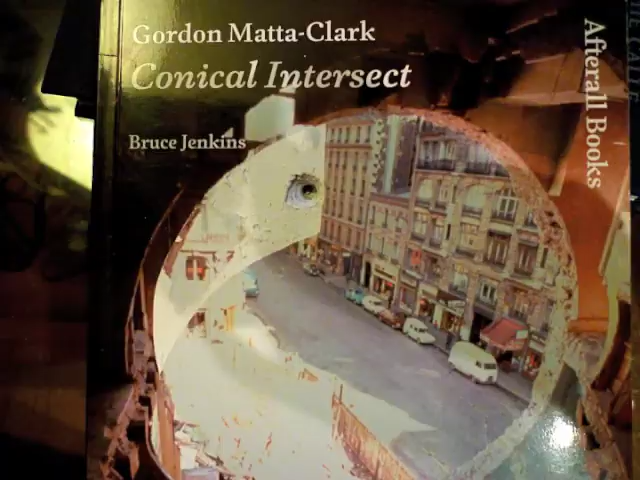 Gordon Matta-Clark
Conical Intersect
Bruce Jenkins
Afterall Books